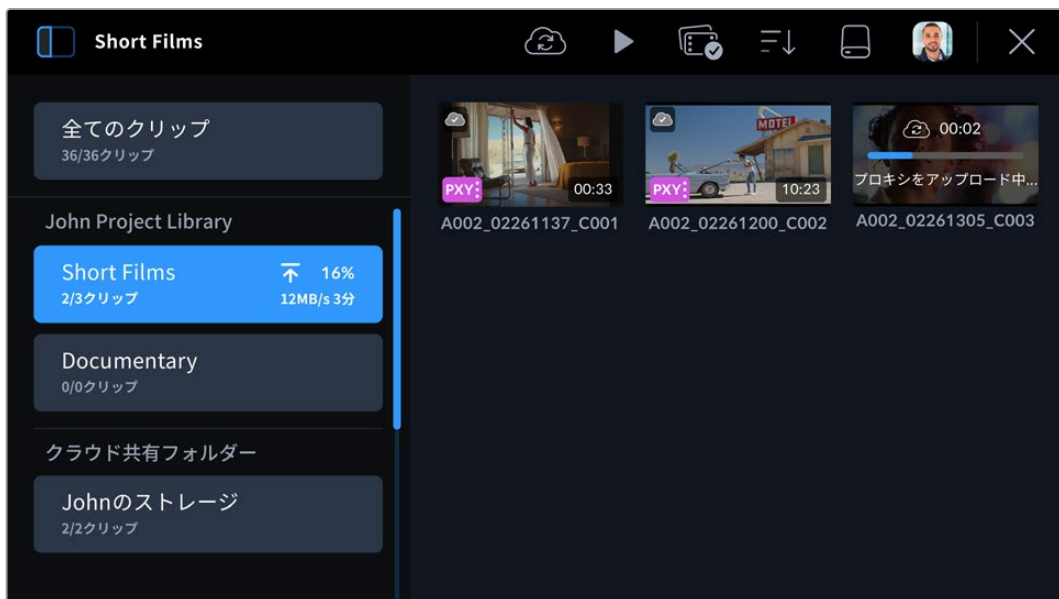 Short Films
全てのクリップ
36/36クリップ
John Project Library
Short Films 16%
2/3クリップ 12MB/s 3分
Documentary
0/0クリップ
クラウド共有フォルダー
Johnのストレージ
2/2クリップ
PXY 00:33
A002_02261137_C001
MOTEL
PXY 10:23
A002_02261200_C002
00:02
プロキシをアップロード中...
A002_02261305_C003